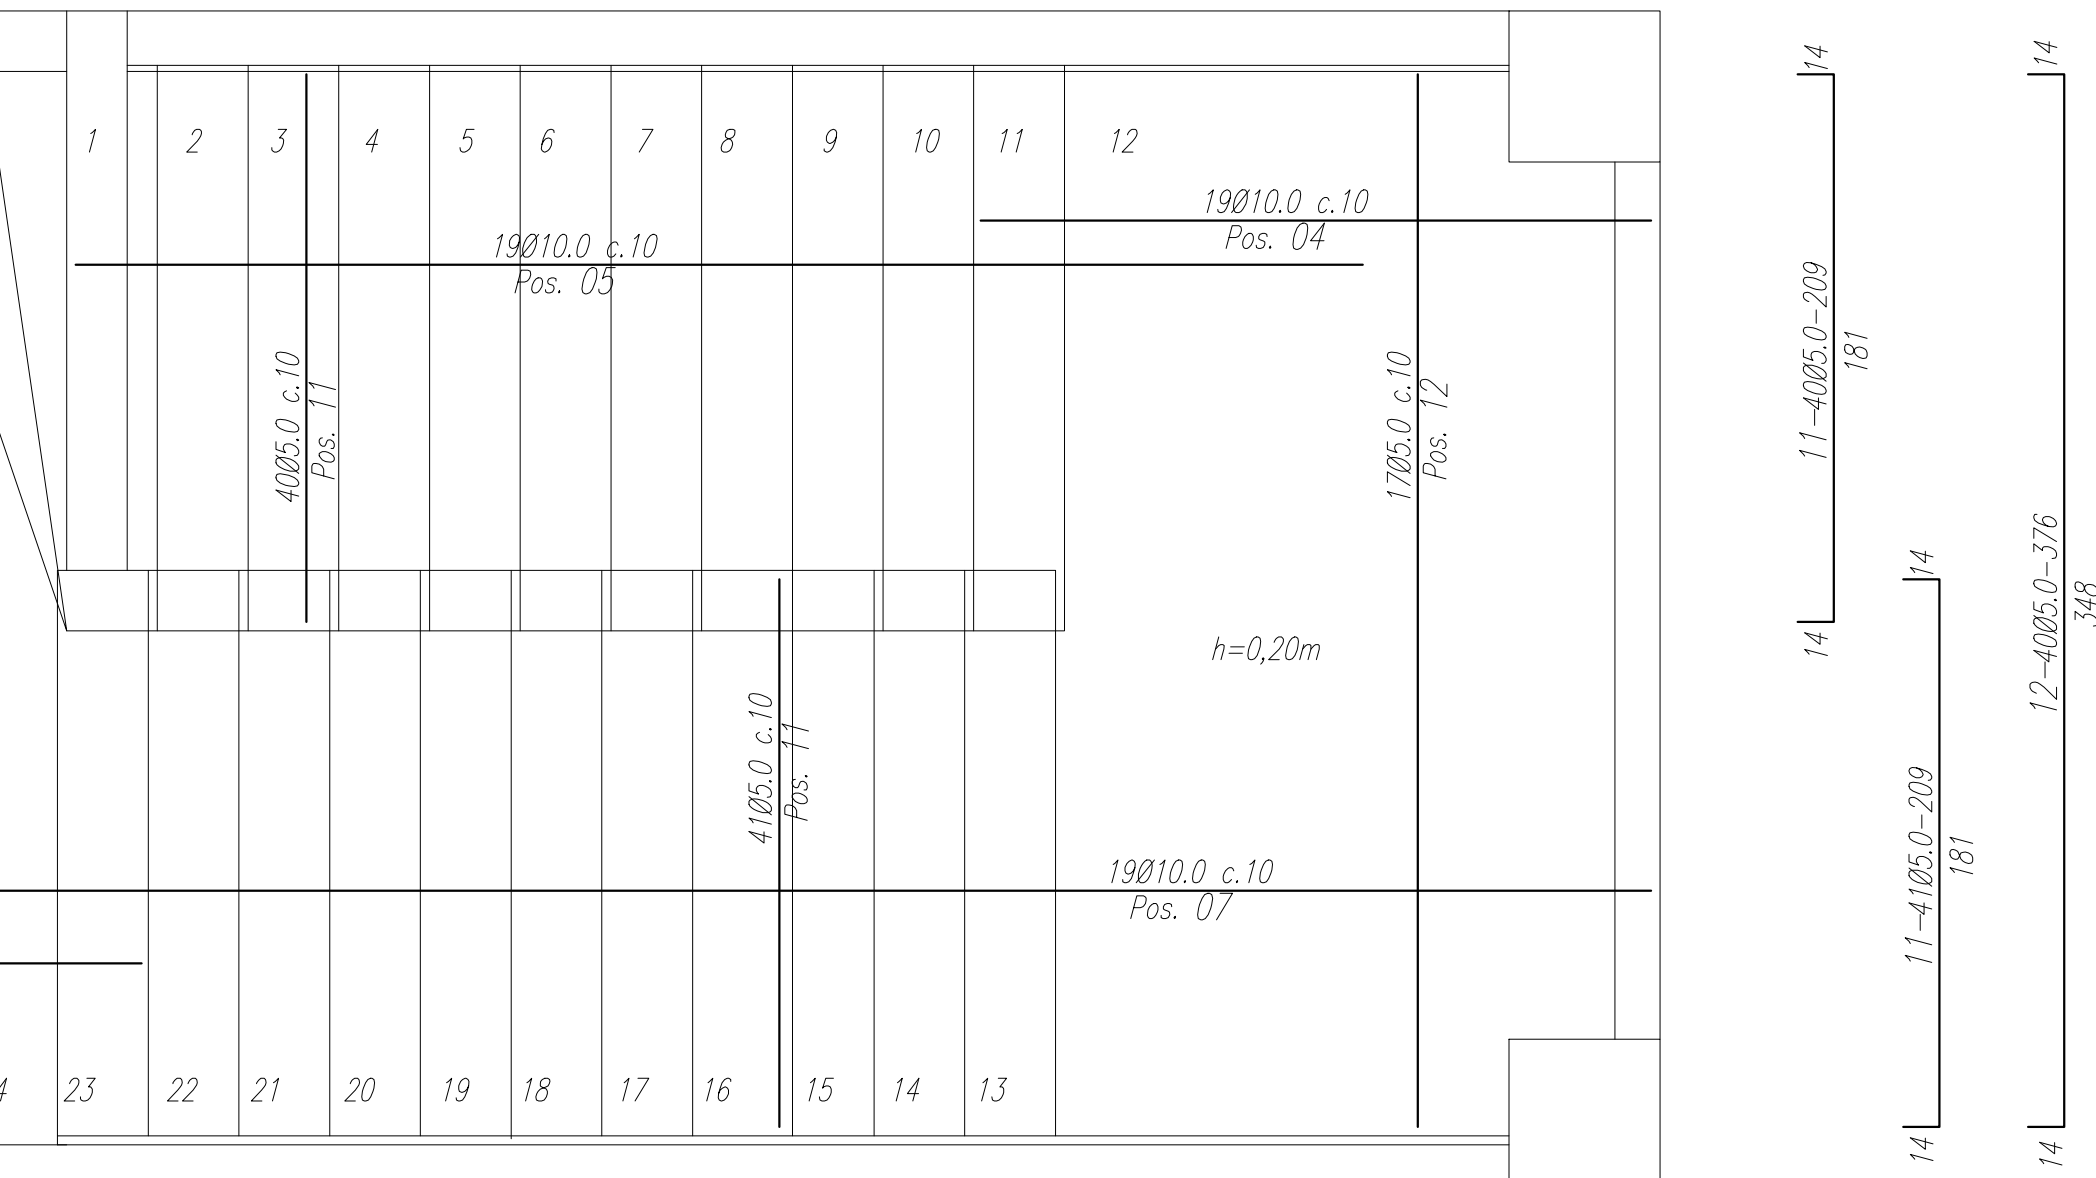 1 2 3 4 5 6 7 8 9 10 11 12
19Ø10.0 c.10
Pos. 04
19Ø10.0 c.10
Pos. 05
40Ø5.0 c.10
Pos. 11
17Ø5.0 c.10
Pos. 12
h=0,20m
41Ø5.0 c.10
Pos. 11
19Ø10.0 c.10
Pos. 07
4 23 22 21 20 19 18 17 16 15 14 13
14
11-40Ø5.0-209
181
14
14
11-41Ø5.0-209
181
14
14
12-40Ø5.0-376
348
14